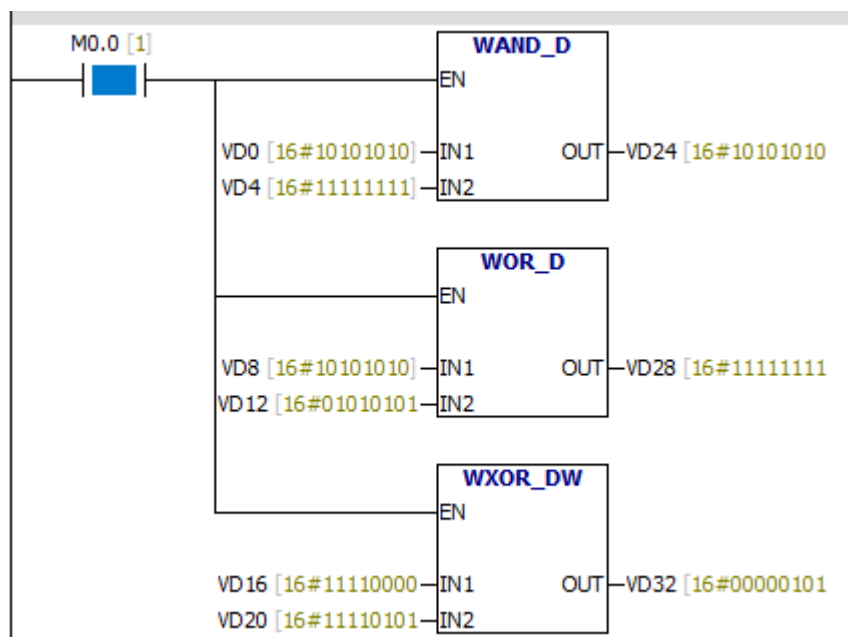 M0.0 [1]
WAND_D
EN
VD0 [16#10101010] IN1 OUT VD24 [16#10101010
VD4 [16#11111111] IN2
WOR_D
EN
VD8 [16#10101010] IN1 OUT VD28 [16#11111111
VD12 [16#01010101 IN2
WXOR_DW
EN
VD16 [16#11110000 IN1 OUT VD32 [16#00000101
VD20 [16#11110101 IN2